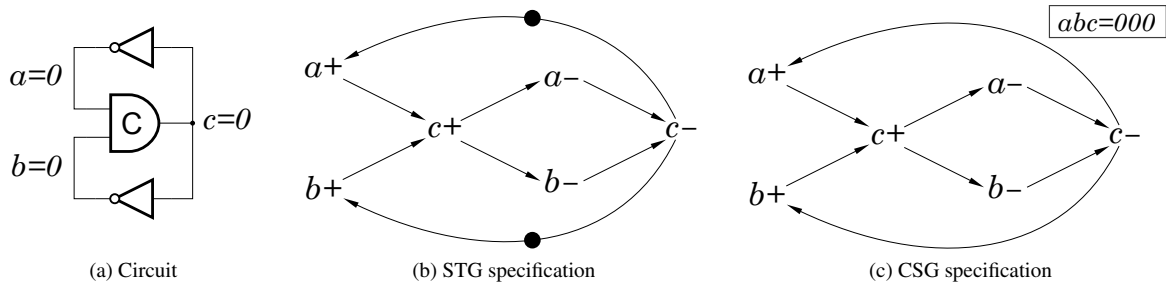 a=0
C
c=0
b=0
(a) Circuit
a+
a−
c+
c−
b+
b−
(b) STG specification
abc=000
a+
a−
c+
c−
b+
b−
(c) CSG specification